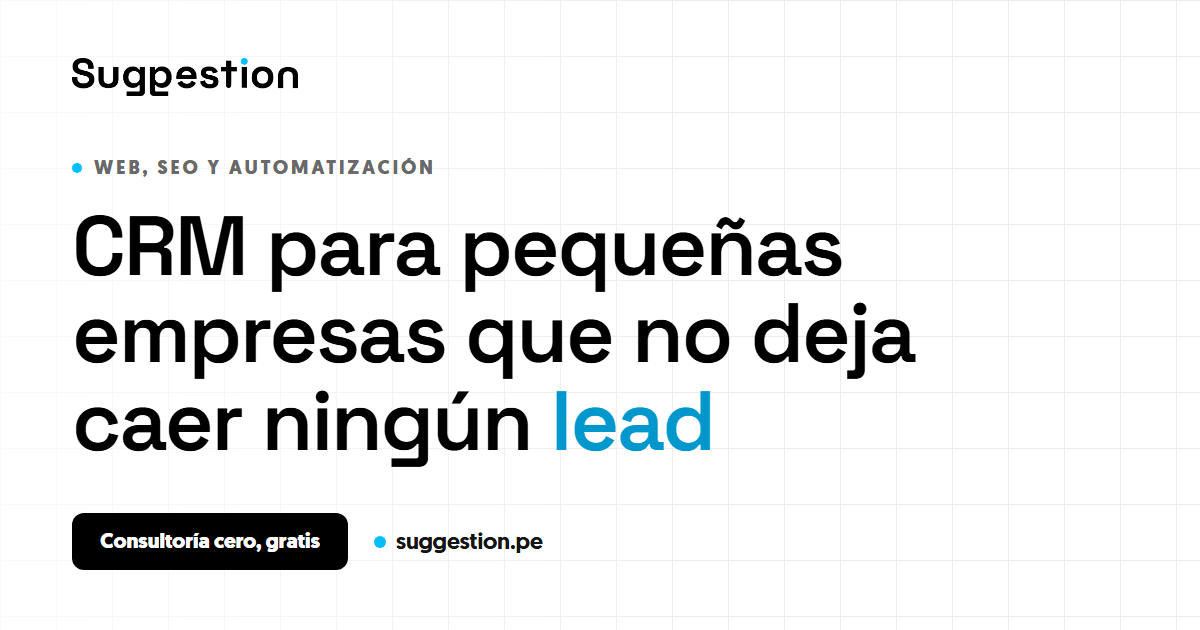 Suggestion
WEB, SEO Y AUTOMATIZACIÓN
CRM para pequeñas
empresas que no deja
caer ningún lead
Consultoría cero, gratis
suggestion.pe